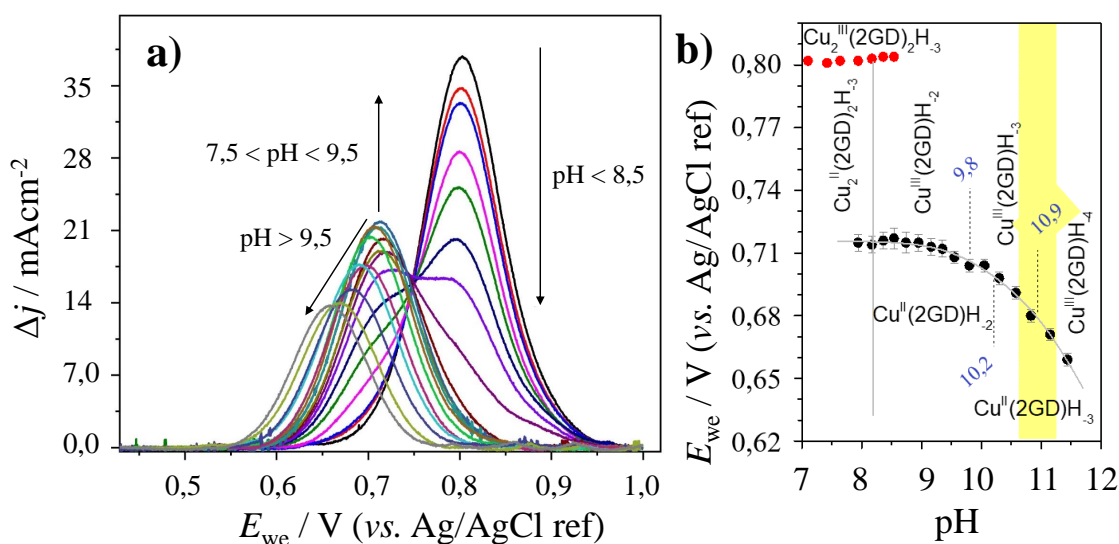 a)
Δj / mAcm⁻²
35
28
21
14
7,0
0,0
7,5 < pH < 9,5
pH > 9,5
pH < 8,5
0,5
0,6
0,7
0,8
0,9
1,0
E_we / V (vs. Ag/AgCl ref)
b)
E_we / V (vs. Ag/AgCl ref)
0,80
0,77
0,74
0,71
0,68
0,65
0,62
Cu₂ᴵᴵᴵ(2GD)₂H₋₃
Cu₂ᴵᴵ(2GD)₂H₋₃
Cuᴵᴵᴵ(2GD)H₋₂
9,8
Cuᴵᴵᴵ(2GD)H₋₃
10,9
Cuᴵᴵᴵ(2GD)H₋₄
Cuᴵᴵ(2GD)H₋₂
10,2
Cuᴵᴵ(2GD)H₋₃
7
8
9
10
11
12
pH